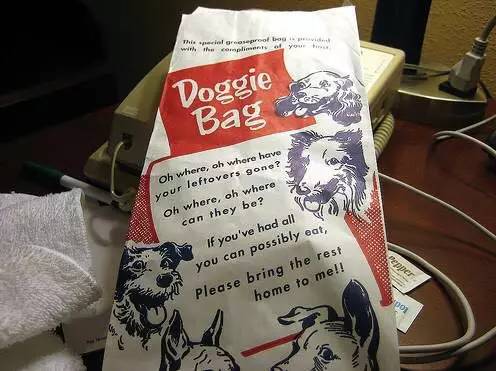 This special greaseproof bag is provided
with the compliments of your host.
Doggie
Bag
Oh where, oh where have
your leftovers gone?
Oh where, oh where
can they be?
If you've had all
you can possibly eat,
Please bring the rest
home to me!!
Pepper